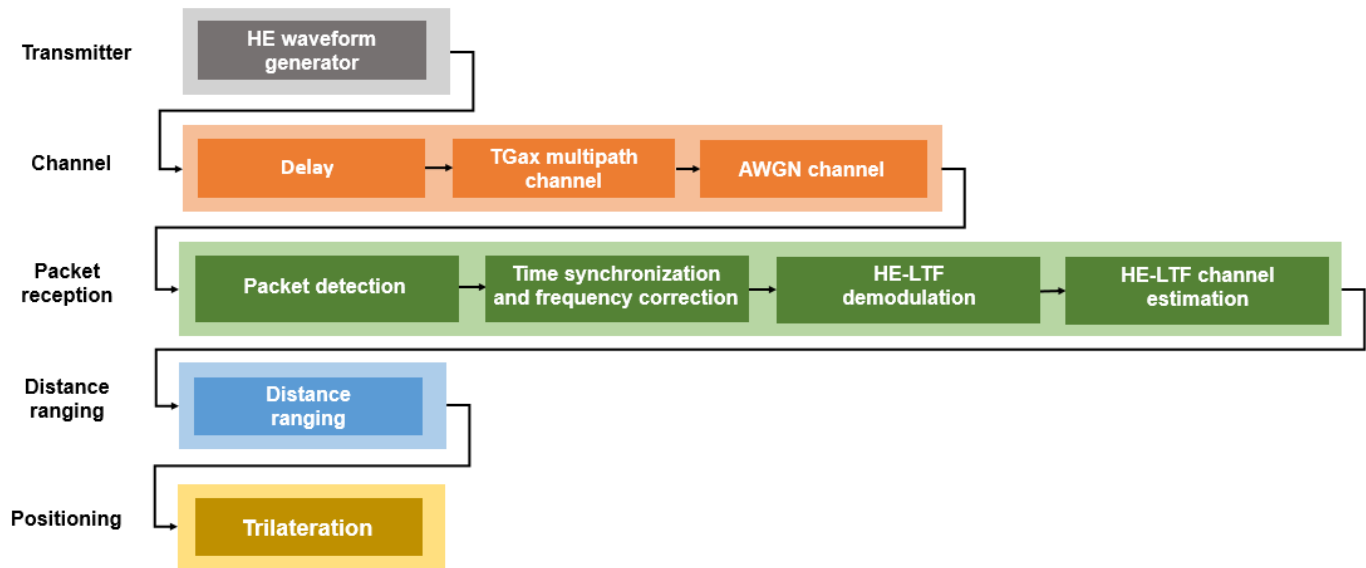 Transmitter
HE waveform
generator
Channel
Delay
TGax multipath
channel
AWGN channel
Packet
reception
Packet detection
Time synchronization
and frequency correction
HE-LTF
demodulation
HE-LTF channel
estimation
Distance
ranging
Distance
ranging
Positioning
Trilateration